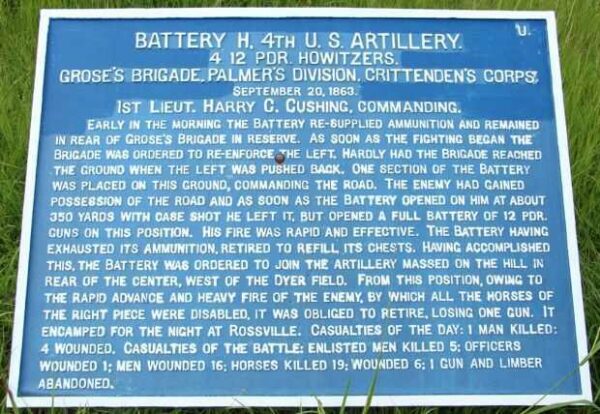 U.
BATTERY H, 4TH U. S. ARTILLERY.
4 12 PDR. HOWITZERS.
GROSE'S BRIGADE, PALMER'S DIVISION, CRITTENDEN'S CORPS.
SEPTEMBER 20, 1863.
1ST LIEUT. HARRY C. CUSHING, COMMANDING.
EARLY IN THE MORNING THE BATTERY RE-SUPPLIED AMMUNITION AND REMAINED
IN REAR OF GROSE'S BRIGADE IN RESERVE. AS SOON AS THE FIGHTING BEGAN THE
BRIGADE WAS ORDERED TO RE-ENFORCE THE LEFT. HARDLY HAD THE BRIGADE REACHED
THE GROUND WHEN THE LEFT WAS PUSHED BACK. ONE SECTION OF THE BATTERY
WAS PLACED ON THIS GROUND, COMMANDING THE ROAD. THE ENEMY HAD GAINED
POSSESSION OF THE ROAD AND AS SOON AS THE BATTERY OPENED ON HIM AT ABOUT
350 YARDS WITH CASE SHOT HE LEFT IT, BUT OPENED A FULL BATTERY OF 12 PDR.
GUNS ON THIS POSITION. HIS FIRE WAS RAPID AND EFFECTIVE. THE BATTERY HAVING
EXHAUSTED ITS AMMUNITION, RETIRED TO REFILL ITS CHESTS. HAVING ACCOMPLISHED
THIS, THE BATTERY WAS ORDERED TO JOIN THE ARTILLERY MASSED ON THE HILL IN
REAR OF THE CENTER, WEST OF THE DYER FIELD. FROM THIS POSITION, OWING TO
THE RAPID ADVANCE AND HEAVY FIRE OF THE ENEMY, BY WHICH ALL THE HORSES OF
THE RIGHT PIECE WERE DISABLED, IT WAS OBLIGED TO RETIRE, LOSING ONE GUN. IT
ENCAMPED FOR THE NIGHT AT ROSSVILLE. CASUALTIES OF THE DAY: 1 MAN KILLED:
4 WOUNDED. CASUALTIES OF THE BATTLE: ENLISTED MEN KILLED 5; OFFICERS
WOUNDED 1; MEN WOUNDED 16; HORSES KILLED 19; WOUNDED 6; 1 GUN AND LIMBER
ABANDONED.